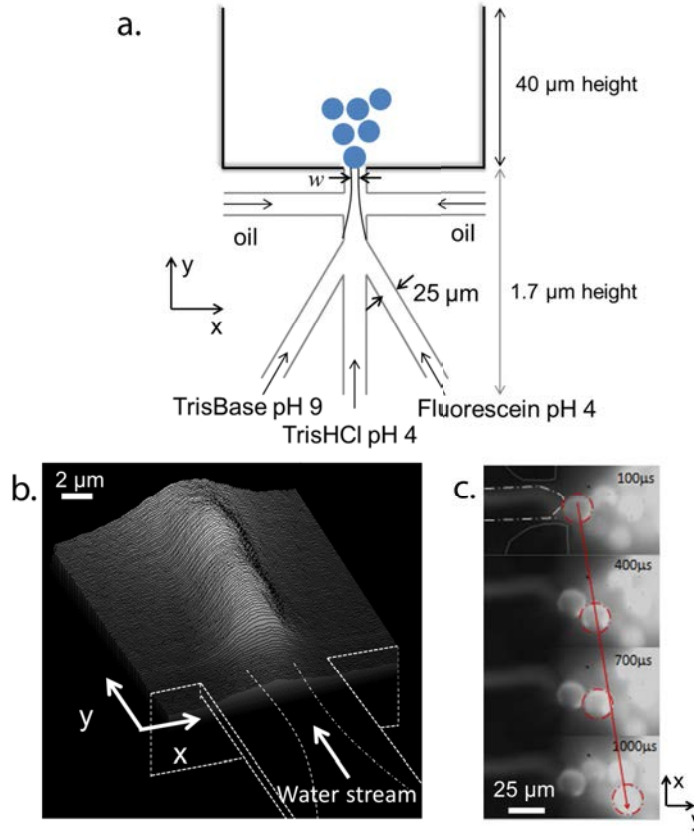 a.
40 µm height
w
oil
oil
y
x
25 µm
1.7 µm height
TrisBase pH 9
TrisHCl pH 4
Fluorescein pH 4
b.
2 µm
y
x
Water stream
c.
100µs
400µs
700µs
1000µs
25 µm
x
y